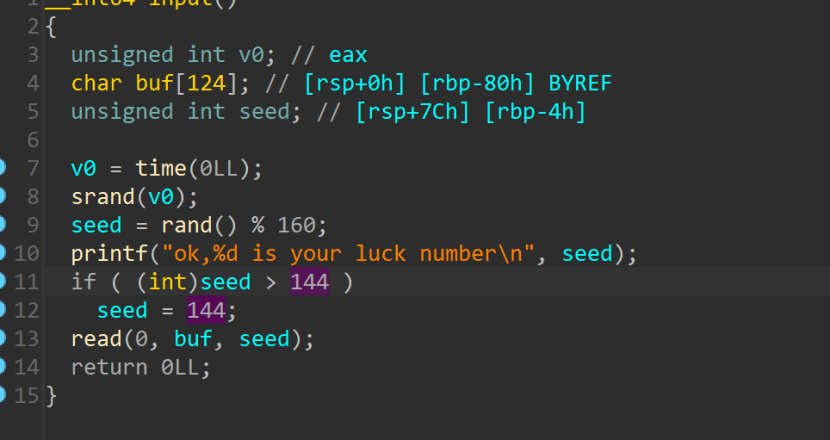 2 {
3 unsigned int v0; // eax
4 char buf[124]; // [rsp+0h] [rbp-80h] BYREF
5 unsigned int seed; // [rsp+7Ch] [rbp-4h]
6
7 v0 = time(0LL);
8 srand(v0);
9 seed = rand() % 160;
10 printf("ok,%d is your luck number\n", seed);
11 if ( (int)seed > 144 )
12 seed = 144;
13 read(0, buf, seed);
14 return 0LL;
15 }